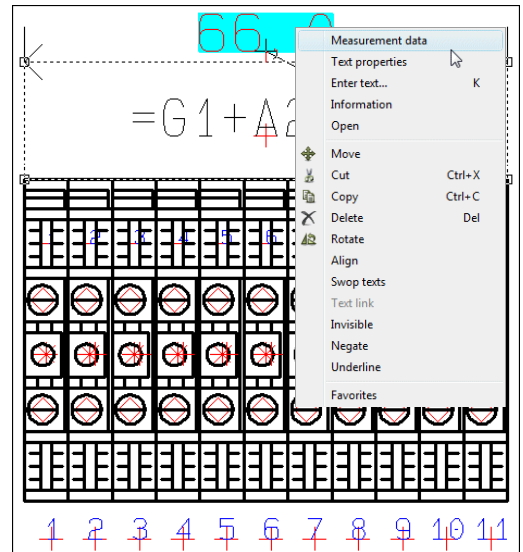 66
=G1+A2
Measurement data
Text properties
Enter text... K
Information
Open
Move
Cut Ctrl+X
Copy Ctrl+C
Delete Del
Rotate
Align
Swop texts
Text link
Invisible
Negate
Underline
Favorites
1 2 3 4 5 6
1 2 3 4 5 6 7 8 9 10 11